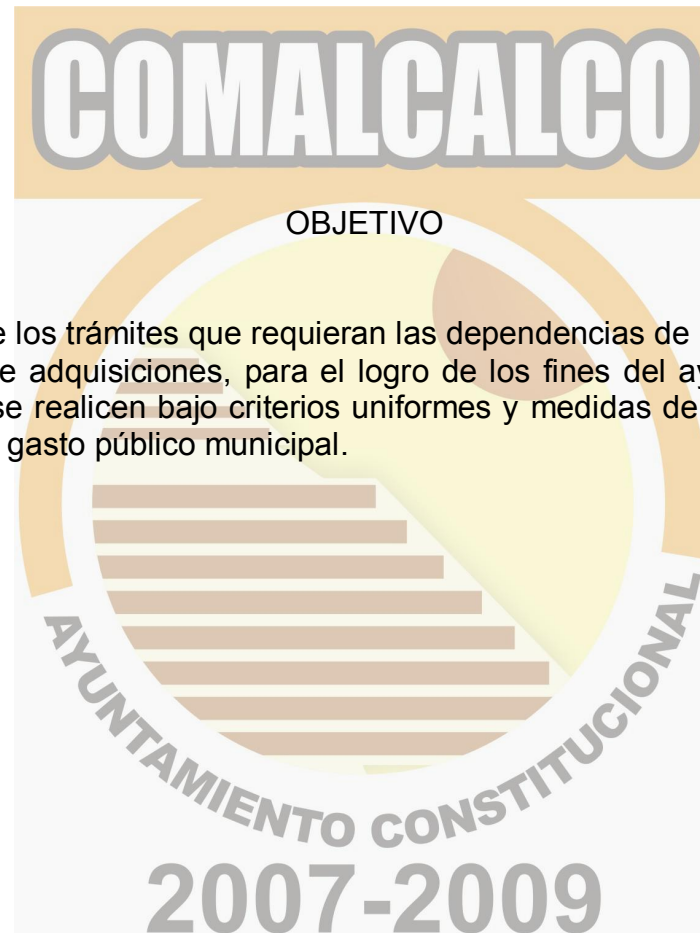 COMALCALCO
OBJETIVO
los trámites que requieran las dependencias de
adquisiciones, para el logro de los fines del
se realicen bajo criterios uniformes y medidas de
gasto público municipal.
AYUNTAMIENTO CONSTITUCIONAL
2007-2009